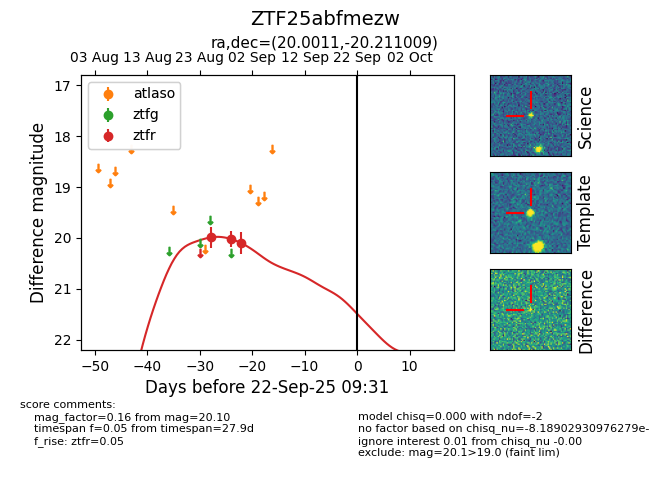 ZTF25abfmezw
ra,dec=(20.0011,-20.211009)
03 Aug 13 Aug 23 Aug 02 Sep 12 Sep 22 Sep 02 Oct
17
18
19
20
21
22
Difference magnitude
atlaso
ztfg
ztfr
−50 −40 −30 −20 −10 0 10
Days before 22-Sep-25 09:31
Science
Template
Difference
score comments:
mag_factor=0.16 from mag=20.10
timespan f=0.05 from timespan=27.9d
f_rise: ztfr=0.05
model chisq=0.000 with ndof=-2
no factor based on chisq_nu=-8.18902930976279e-
ignore interest 0.01 from chisq_nu -0.00
exclude: mag=20.1>19.0 (faint lim)